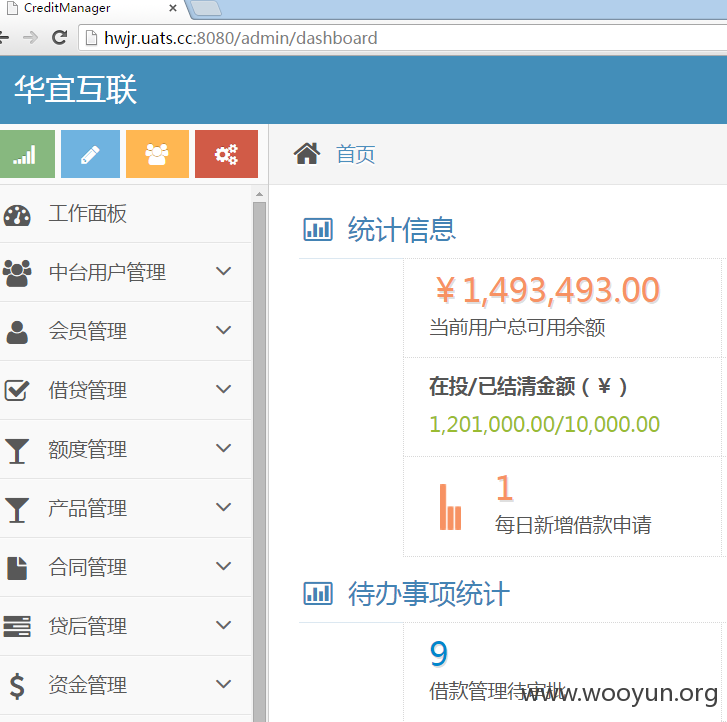 CreditManager
hwjr.uats.cc:8080/admin/dashboard
华宜互联
首页
工作面板
中台用户管理
会员管理
借贷管理
额度管理
产品管理
合同管理
贷后管理
资金管理
统计信息
¥1,493,493.00
当前用户总可用余额
在投/已结清金额（¥）
1,201,000.00/10,000.00
1
每日新增借款申请
待办事项统计
9
借款管理待审批
www.wooyun.org